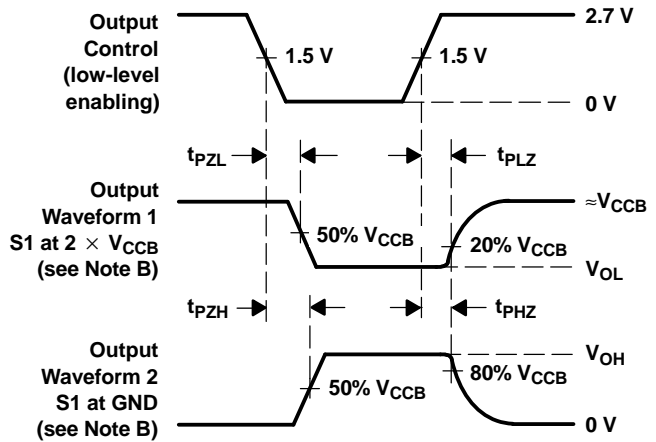 Output
Control
(low-level
enabling)
1.5 V
1.5 V
2.7 V
0 V
tPZL
tPLZ
Output
Waveform 1
S1 at 2 × VCCB
(see Note B)
50% VCCB
20% VCCB
≈VCCB
VOL
tPZH
tPHZ
Output
Waveform 2
S1 at GND
(see Note B)
50% VCCB
80% VCCB
VOH
0 V